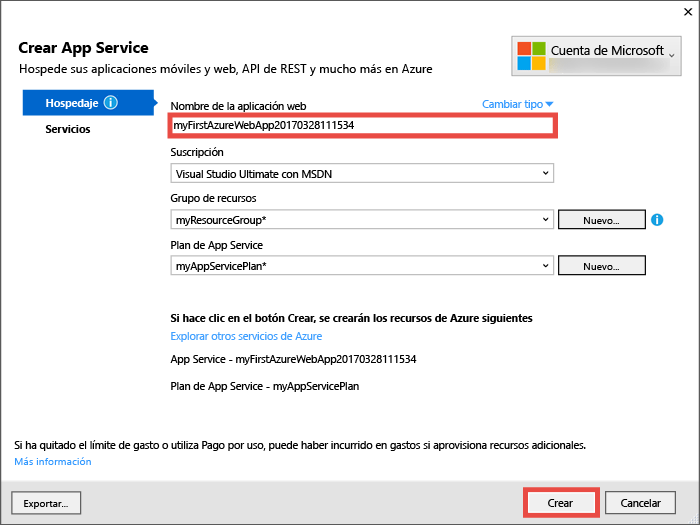 Crear App Service
Hospede sus aplicaciones móviles y web, API de REST y mucho más en Azure
Cuenta de Microsoft
Hospedaje
Servicios
Nombre de la aplicación web
Cambiar tipo
myFirstAzureWebApp20170328111534
Suscripción
Visual Studio Ultimate con MSDN
Grupo de recursos
myResourceGroup*
Nuevo...
Plan de App Service
myAppServicePlan*
Nuevo...
Si hace clic en el botón Crear, se crearán los recursos de Azure siguientes
Explorar otros servicios de Azure
App Service - myFirstAzureWebApp20170328111534
Plan de App Service - myAppServicePlan
Si ha quitado el límite de gasto o utiliza Pago por uso, puede haber incurrido en gastos si aprovisiona recursos adicionales.
Más información
Exportar...
Crear
Cancelar